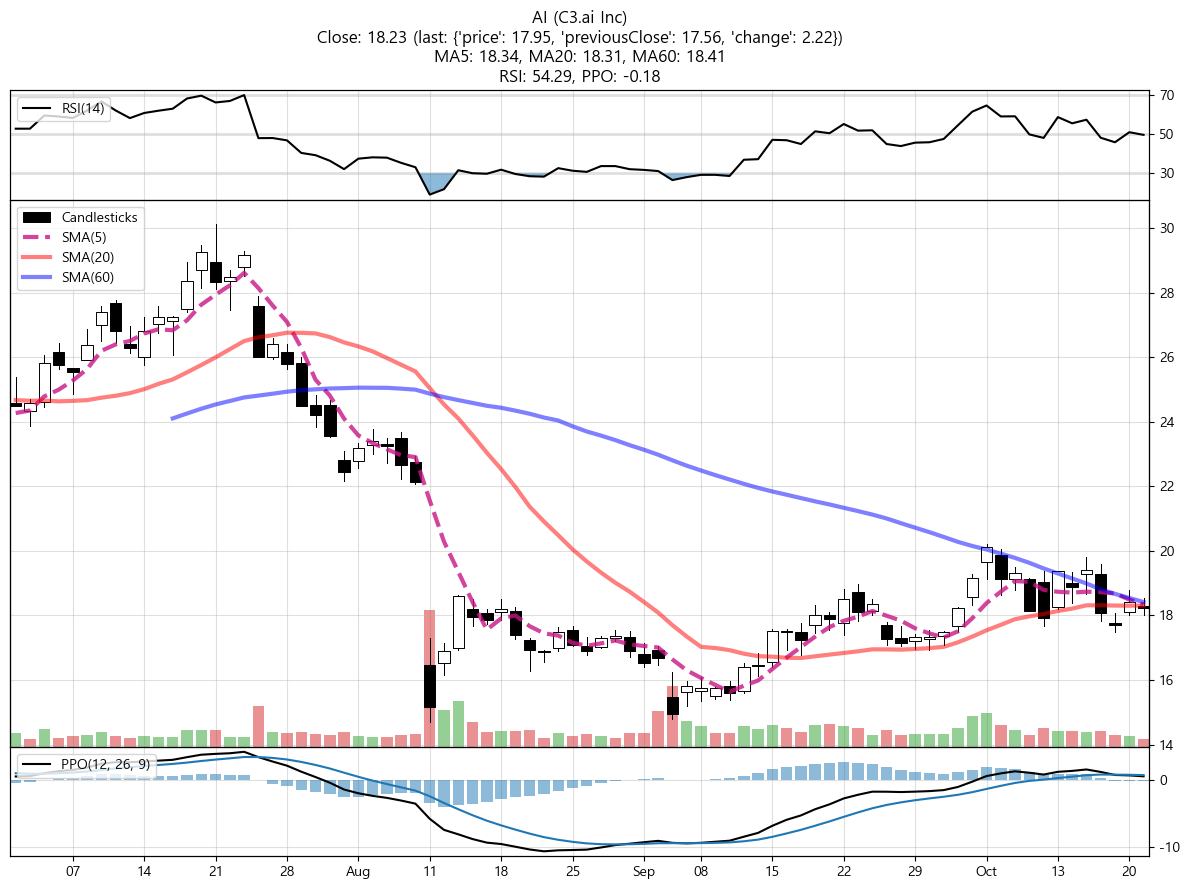 AI (C3.ai Inc)
Close: 18.23 (last: {'price': 17.95, 'previousClose': 17.56, 'change': 2.22})
MA5: 18.34, MA20: 18.31, MA60: 18.41
RSI: 54.29, PPO: -0.18
RSI(14)
70
50
30
Candlesticks
SMA(5)
SMA(20)
SMA(60)
30
28
26
24
22
20
18
16
14
PPO(12, 26, 9)
0
-10
07 14 21 28 Aug 11 18 25 Sep 08 15 22 29 Oct 13 20